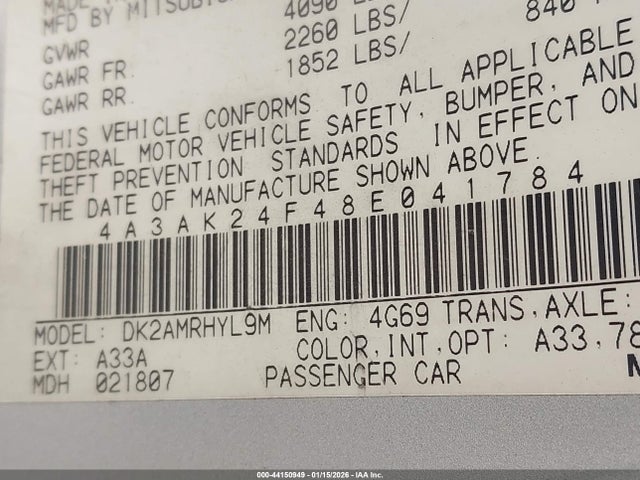 MFD BY MITSUBI
GVWR 4090
GAWR FR. 2260 LBS/ 840
GAWR RR. 1852 LBS/
THIS VEHICLE CONFORMS TO ALL APPLICABLE
FEDERAL MOTOR VEHICLE SAFETY, BUMPER, AND
THEFT PREVENTION STANDARDS IN EFFECT ON
THE DATE OF MANUFACTURE SHOWN ABOVE.
4A3AK24F48E041784
MODEL: DK2AMRHYL9M ENG: 4G69 TRANS, AXLE:
EXT: A33A COLOR, INT, OPT: A33, 78
MDH 021807 PASSENGER CAR
000-44150949 - 01/15/2026 - IAA Inc.